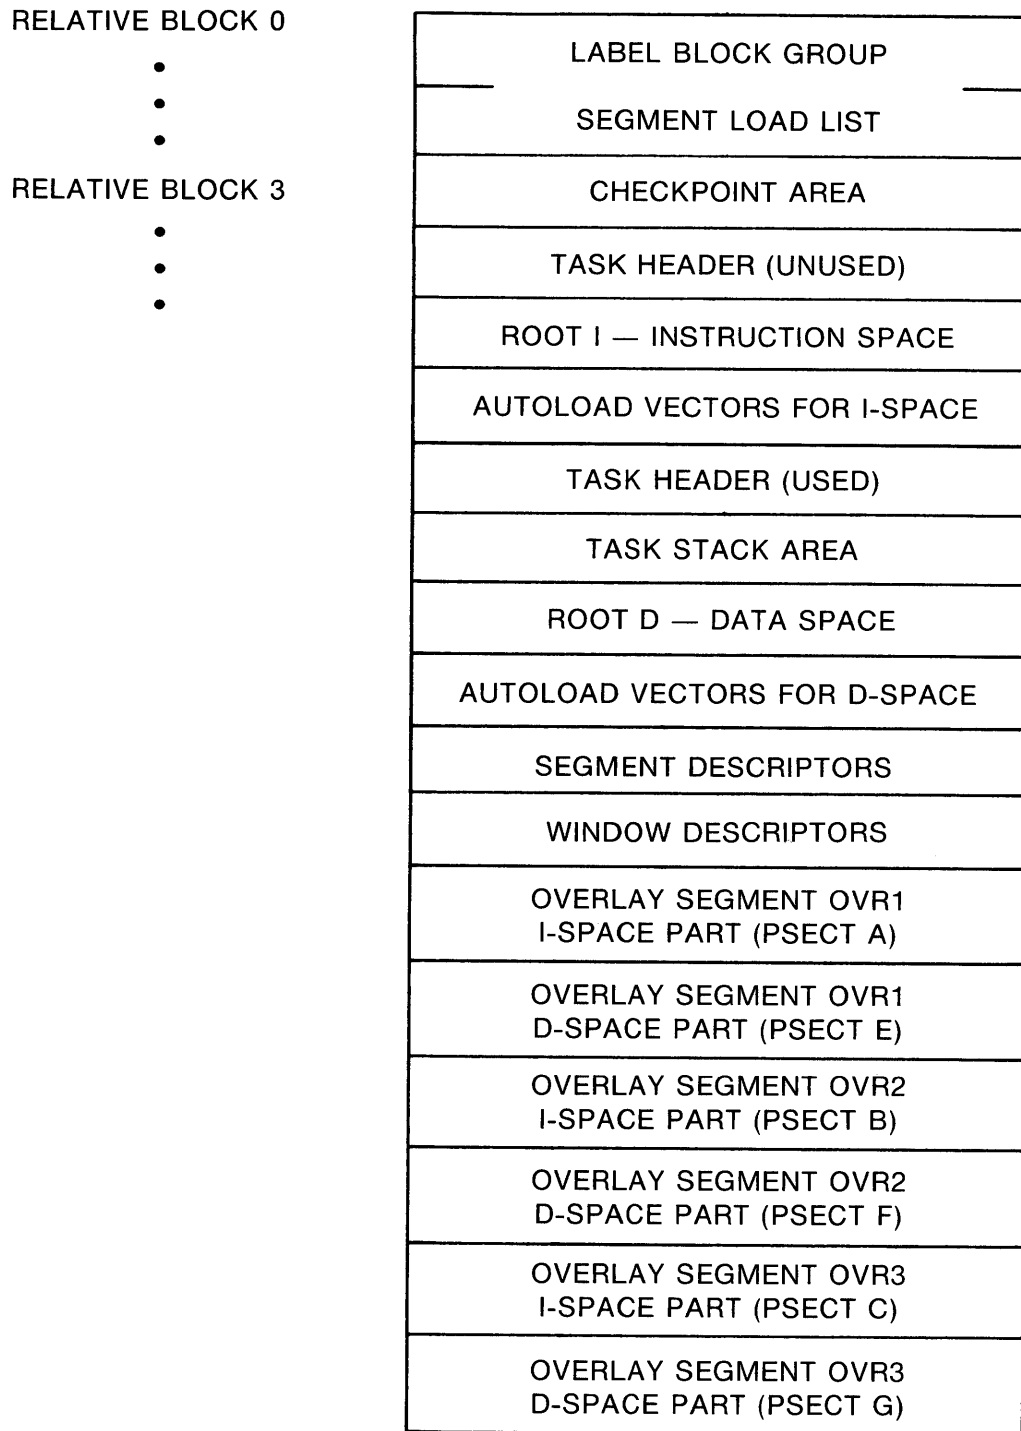 RELATIVE BLOCK 0
RELATIVE BLOCK 3
LABEL BLOCK GROUP
SEGMENT LOAD LIST
CHECKPOINT AREA
TASK HEADER (UNUSED)
ROOT I — INSTRUCTION SPACE
AUTOLOAD VECTORS FOR I-SPACE
TASK HEADER (USED)
TASK STACK AREA
ROOT D — DATA SPACE
AUTOLOAD VECTORS FOR D-SPACE
SEGMENT DESCRIPTORS
WINDOW DESCRIPTORS
OVERLAY SEGMENT OVR1
I-SPACE PART (PSECT A)
OVERLAY SEGMENT OVR1
D-SPACE PART (PSECT E)
OVERLAY SEGMENT OVR2
I-SPACE PART (PSECT B)
OVERLAY SEGMENT OVR2
D-SPACE PART (PSECT F)
OVERLAY SEGMENT OVR3
I-SPACE PART (PSECT C)
OVERLAY SEGMENT OVR3
D-SPACE PART (PSECT G)